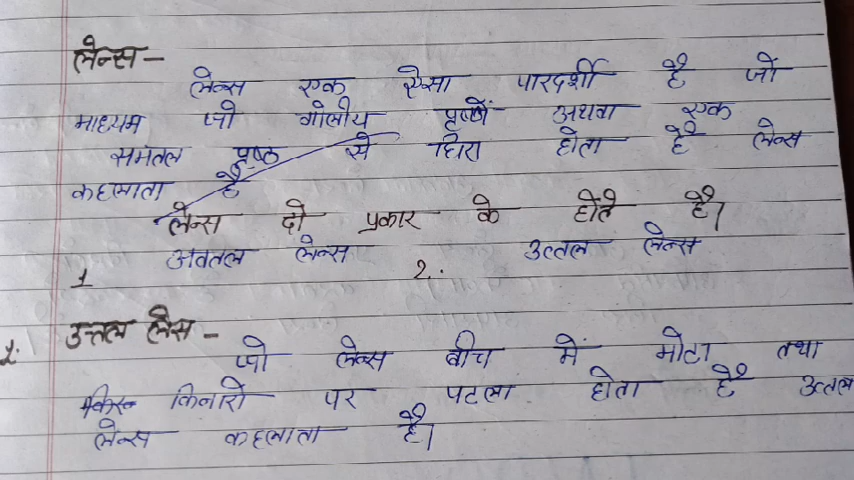 लेन्स -
लेन्स एक ऐसा पारदर्शी है जो
माध्यम जो गोलीय पृष्ठों अथवा एक
समतल पृष्ठ से घिरा होता है लेन्स
कहलाता है
लेन्स दो प्रकार के होते है।
1 अवतल लेन्स 2. उत्तल लेन्स
1. उत्तल लेंस -
जो लेन्स बीच में मोटा तथा
किनारो पर पटला होता है उत्तल
लेन्स कहलाता है।